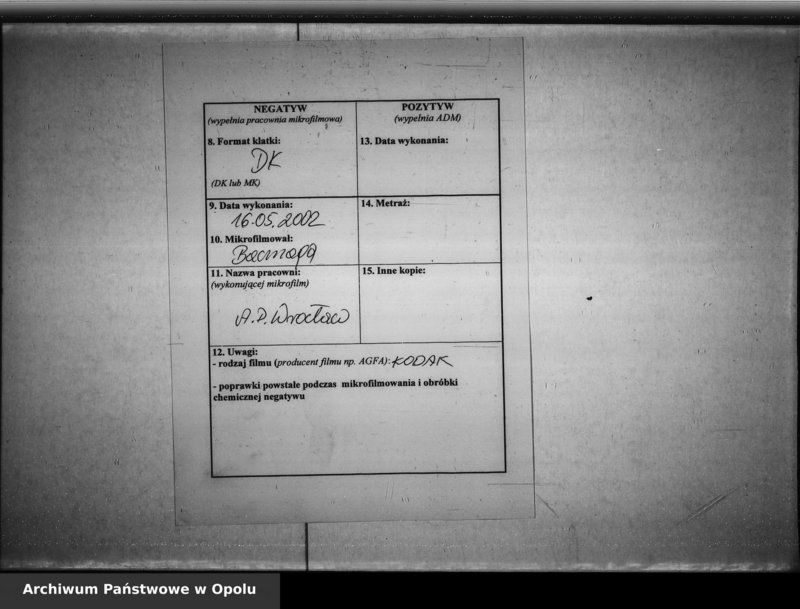 NEGATYW
(wypełnia pracownia mikrofilmowa)
8. Format klatki:
DK
(DK lub MK)
POZYTYW
(wypełnia ADM)
13. Data wykonania:
9. Data wykonania:
16.05.2002
10. Mikrofilmował:
14. Metraż:
11. Nazwa pracowni:
(wykonującej mikrofilm)
A.P. Wrocław
15. Inne kopie:
12. Uwagi:
- rodzaj filmu (producent filmu np. AGFA): KODAK
- poprawki powstałe podczas mikrofilmowania i obróbki
chemicznej negatywu
Archiwum Państwowe w Opolu